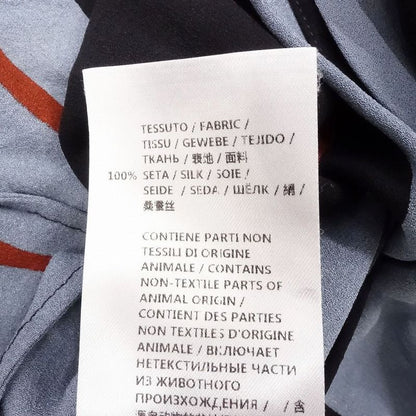 TESSUTO / FABRIC /
TISSU / GEWEBE / TEJIDO /
ТКАНЬ / 表地 / 面料
100% SETA / SILK / SOIE /
SEIDE / SEDA / ШЁЛК / 絹 /
桑蚕丝
CONTIENE PARTI NON
TESSILI DI ORIGINE
ANIMALE / CONTAINS
NON-TEXTILE PARTS OF
ANIMAL ORIGIN /
CONTIENT DES PARTIES
NON TEXTILES D'ORIGINE
ANIMALE / ВКЛЮЧАЕТ
НЕТЕКСТИЛЬНЫЕ ЧАСТИ
ИЗ ЖИВОТНОГО
ПРОИСХОЖДЕНИЯ / / 含